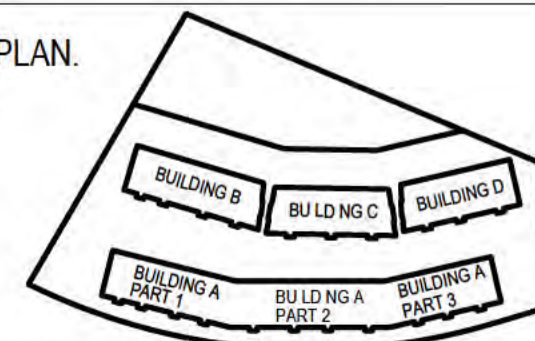 PLAN.
BUILDING B
BU LD NG C
BUILDING D
BUILDING A
PART 1
BU LD NG A
PART 2
BUILDING A
PART 3